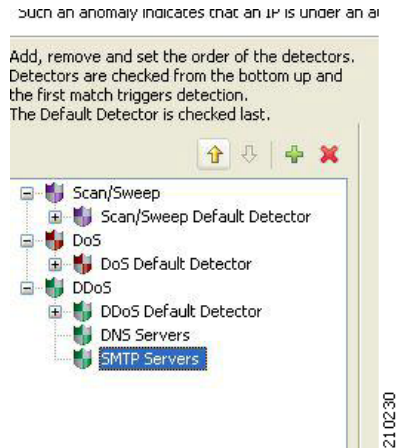 Such an anomaly indicates that an IP is under an
Add, remove and set the order of the detectors.
Detectors are checked from the bottom up and
the first match triggers detection.
The Default Detector is checked last.
Scan/Sweep
Scan/Sweep Default Detector
DoS
DoS Default Detector
DDoS
DDoS Default Detector
DNS Servers
SMTP Servers
210230